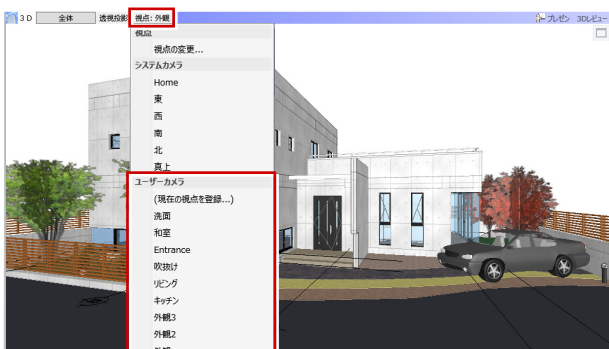 3D 全体 透視投影 視点: 外観 プレゼン 3Dレビュー
視点
視点の変更...
システムカメラ
Home
東
西
南
北
真上
ユーザーカメラ
(現在の視点を登録...)
洗面
和室
Entrance
吹抜け
リビング
キッチン
外観3
外観2